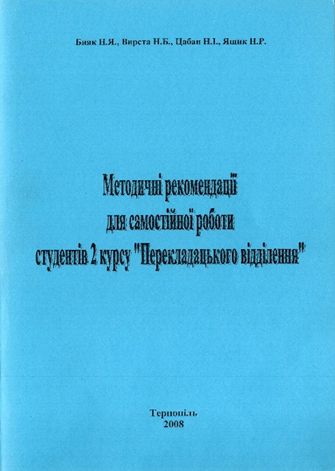 Бияк Н.Я., Вирста Н.Б., Цабан Н.І., Ящик Н.Р.
Методичні рекомендації
для самостійної роботи
студентів 2 курсу "Перекладацького відділення"
Тернопіль
2008